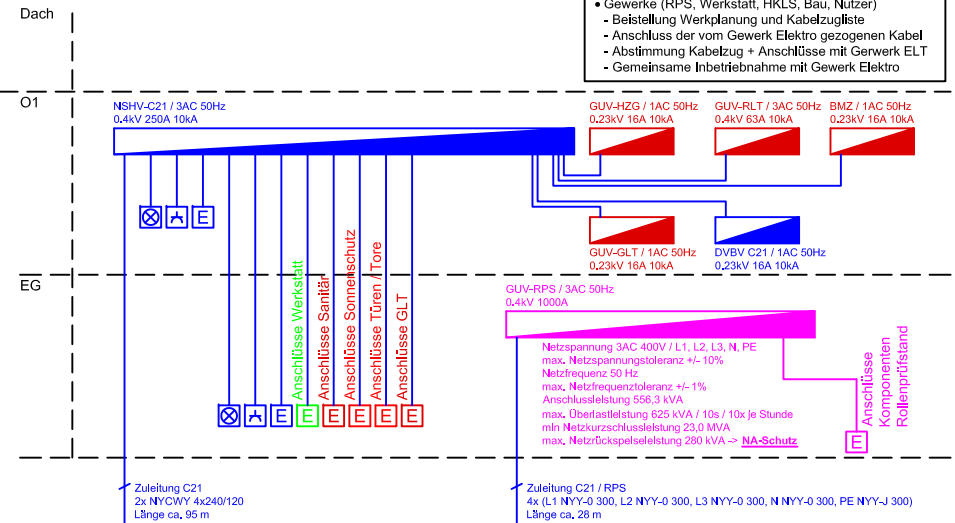 Dach
• Gewerke (RPS, Werkstatt, HKLS, Bau, Nutzer)
- Beistellung Werkplanung und Kabelzugliste
- Anschluss der vom Gewerk Elektro gezogenen Kabel
- Abstimmung Kabelzug + Anschlüsse mit Gerwerk ELT
- Gemeinsame Inbetriebnahme mit Gewerk Elektro
O1
NSHV-C21 / 3AC 50Hz
0.4kV 250A 10kA
GUV-HZG / 1AC 50Hz
0.23kV 16A 10kA
GUV-RLT / 3AC 50Hz
0.4kV 63A 10kA
BMZ / 1AC 50Hz
0.23kV 16A 10kA
E
GUV-GLT / 1AC 50Hz
0.23kV 16A 10kA
DVBV C21 / 1AC 50Hz
0.23kV 16A 10kA
EG
Anschlüsse Werkstatt
Anschlüsse Sanitär
Anschlüsse Sonnenschutz
Anschlüsse Türen / Tore
Anschlüsse GLT
E
E
E
E
E
E
GUV-RPS / 3AC 50Hz
0.4kV 1000A
Netzspannung 3AC 400V / L1, L2, L3, N, PE
max. Netzspannungstoleranz +/- 10%
Netzfrequenz 50 Hz
max. Netzfrequenztoleranz +/- 1%
Anschlussleistung 556,3 kVA
max. Überlastleistung 625 kVA / 10s / 10x je Stunde
min Netzkurzschlussleistung 23,0 MVA
max. Netzrückspeiseleistung 280 kVA -> NA-Schutz
Anschlüsse
Komponenten
Rollenprüfstand
E
Zuleitung C21
2x NYCWY 4x240/120
Länge ca. 95 m
Zuleitung C21 / RPS
4x (L1 NYY-0 300, L2 NYY-0 300, L3 NYY-0 300, N NYY-0 300, PE NYY-J 300)
Länge ca. 28 m